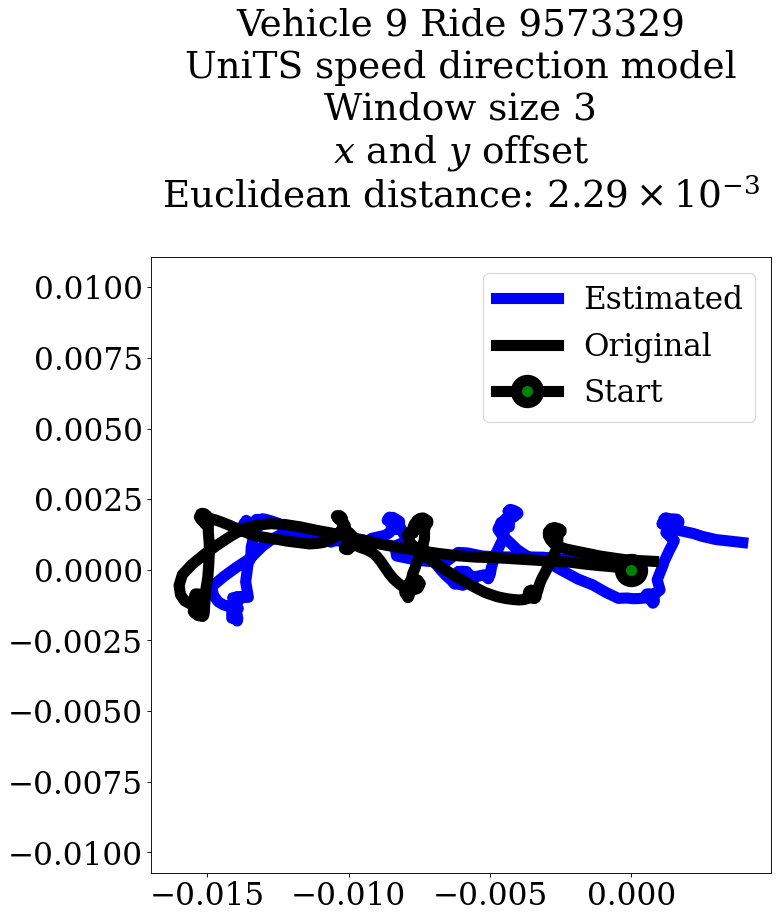 Vehicle 9 Ride 9573329
UniTS speed direction model
Window size 3
x and y offset
Euclidean distance: 2.29 × 10⁻³
Estimated
Original
Start
0.0100
0.0075
0.0050
0.0025
0.0000
−0.0025
−0.0050
−0.0075
−0.0100
−0.015 −0.010 −0.005 0.000